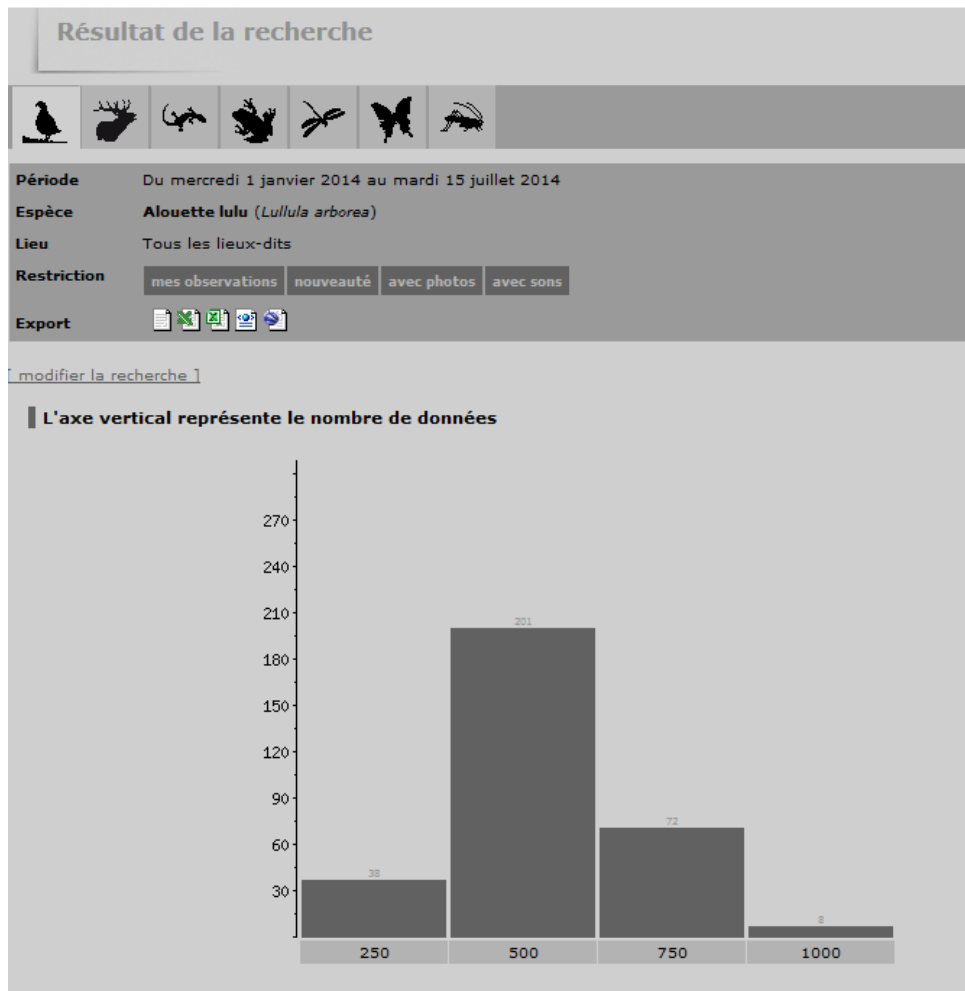 Résultat de la recherche
Période Du mercredi 1 janvier 2014 au mardi 15 juillet 2014
Espèce Alouette lulu (Lullula arborea)
Lieu Tous les lieux-dits
Restriction mes observations nouveauté avec photos avec sons
Export
[ modifier la recherche ]
L'axe vertical représente le nombre de données
270
240
210
201
180
150
120
90
72
60
38
30
8
250 500 750 1000